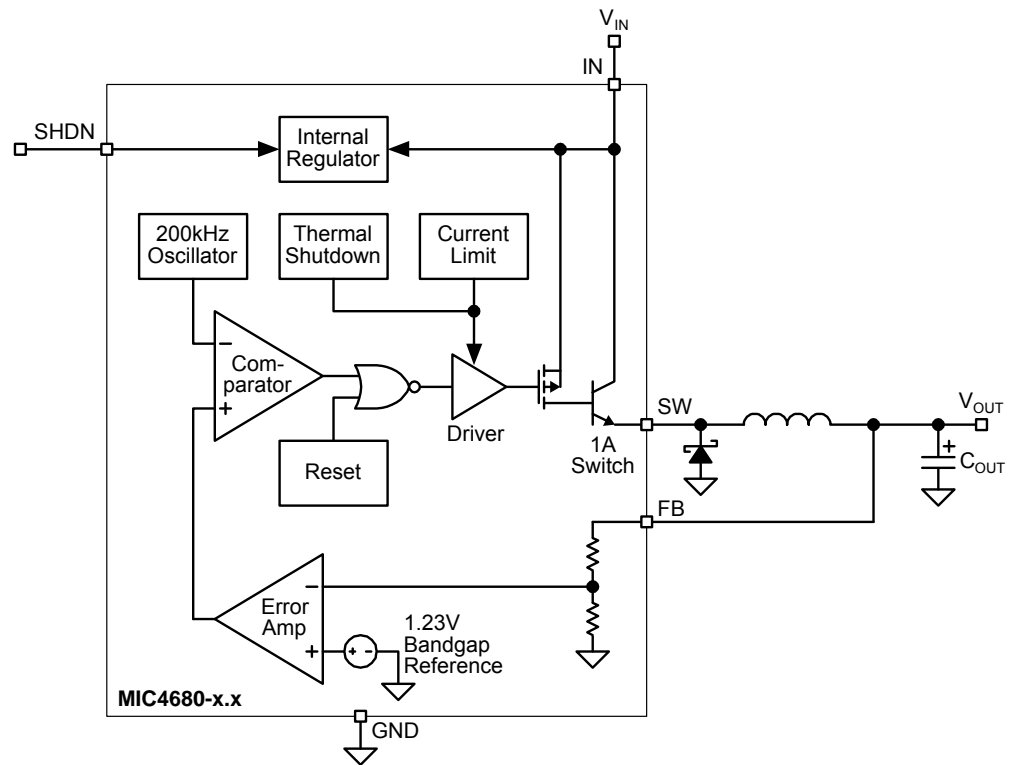 V_IN
IN
SHDN
Internal
Regulator
200kHz
Oscillator
Thermal
Shutdown
Current
Limit
−
Com-
parator
+
Driver
Reset
1A
Switch
SW
V_OUT
+
C_OUT
FB
−
Error
Amp
+
+ -
1.23V
Bandgap
Reference
MIC4680-x.x
GND